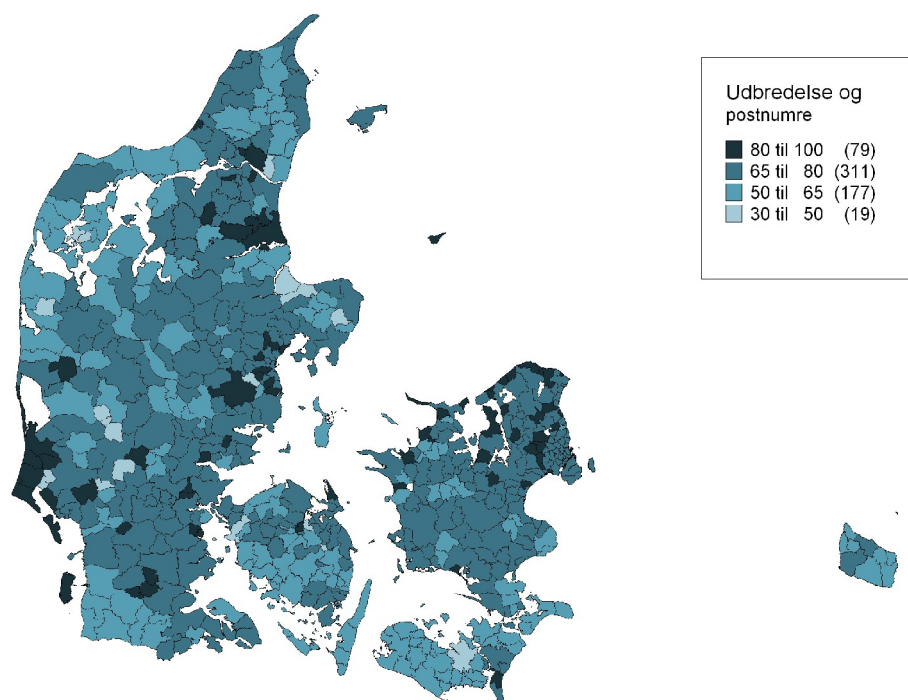 Udbredelse og
postnumre
80 til 100 (79)
65 til 80 (311)
50 til 65 (177)
30 til 50 (19)